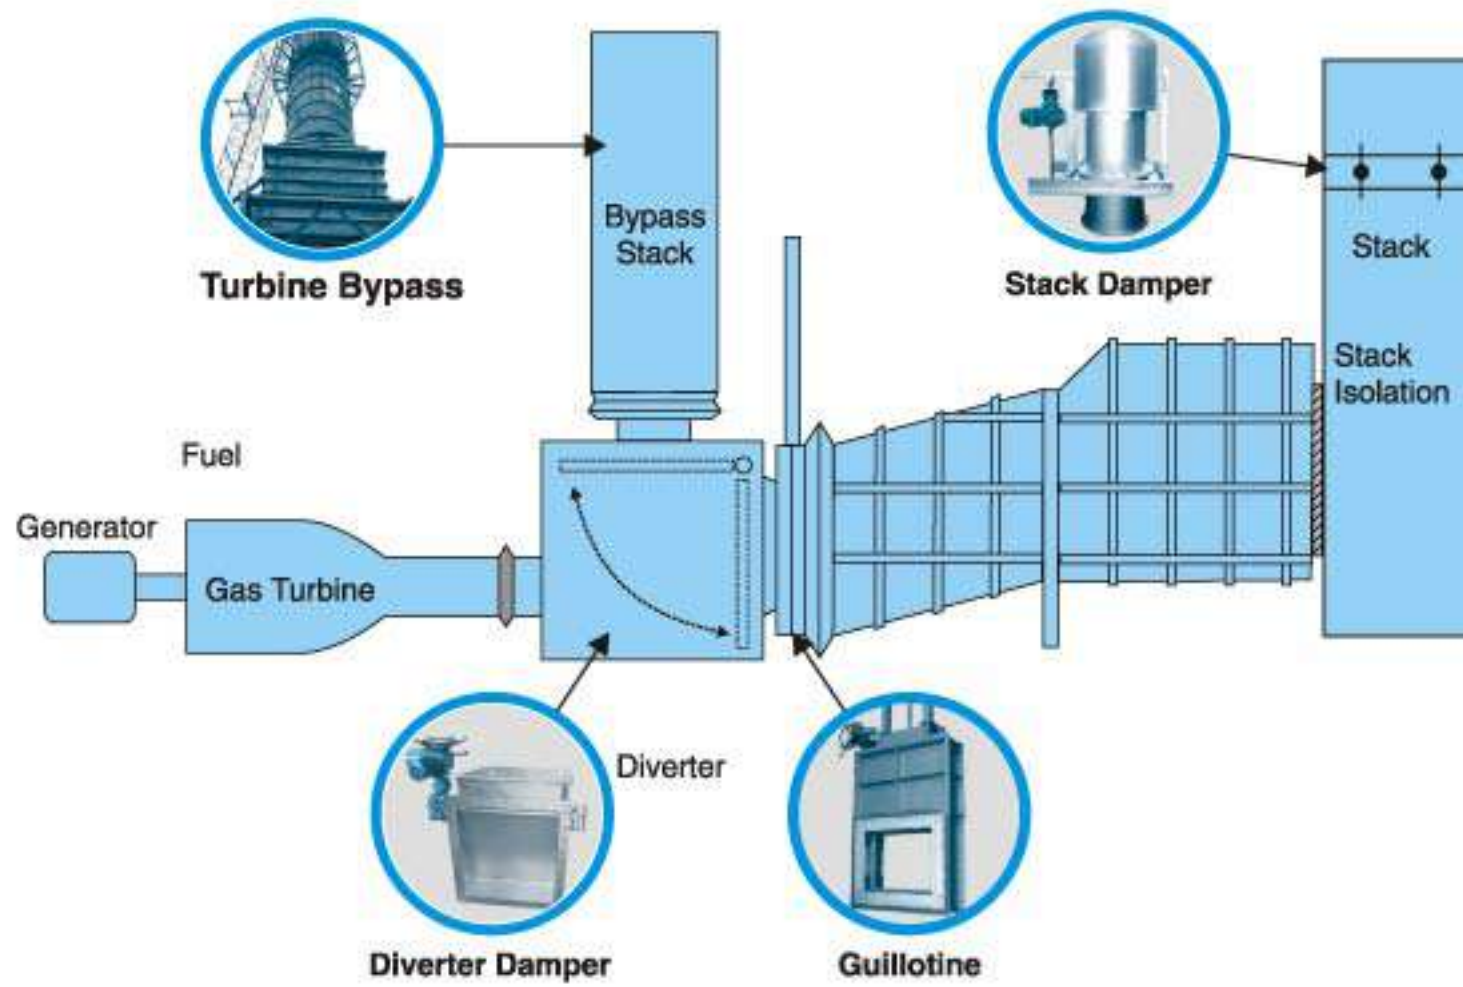 Bypass
Stack
Turbine Bypass
Stack Damper
Stack
Stack
Isolation
Fuel
Generator
Gas Turbine
Diverter
Diverter Damper
Guillotine